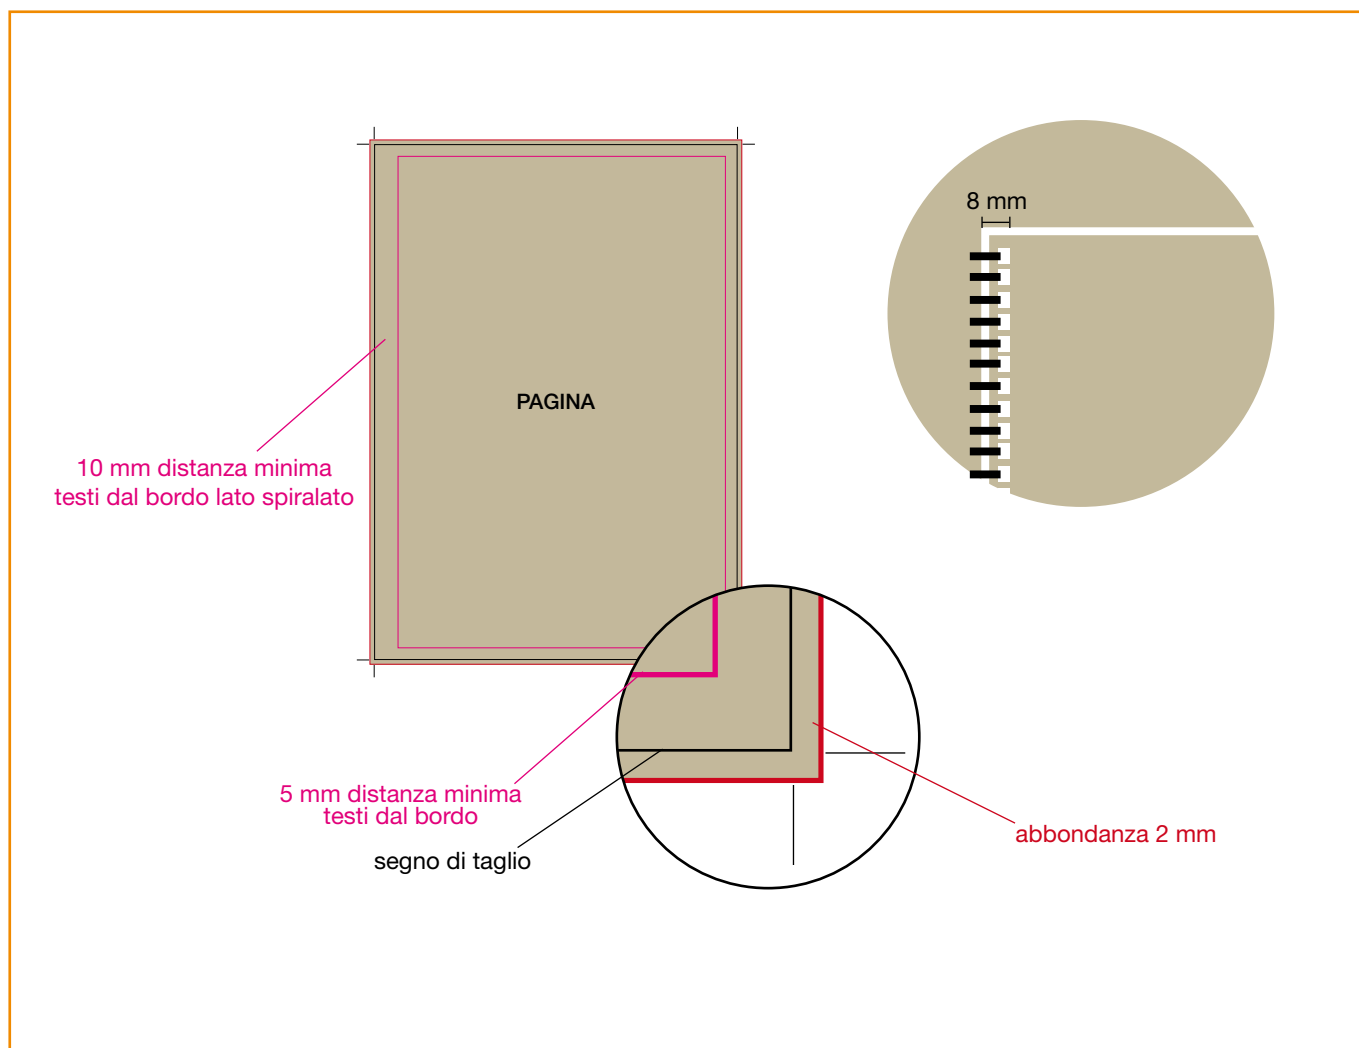 8 mm
PAGINA
10 mm distanza minima
testi dal bordo lato spiralato
5 mm distanza minima
testi dal bordo
segno di taglio
abbondanza 2 mm